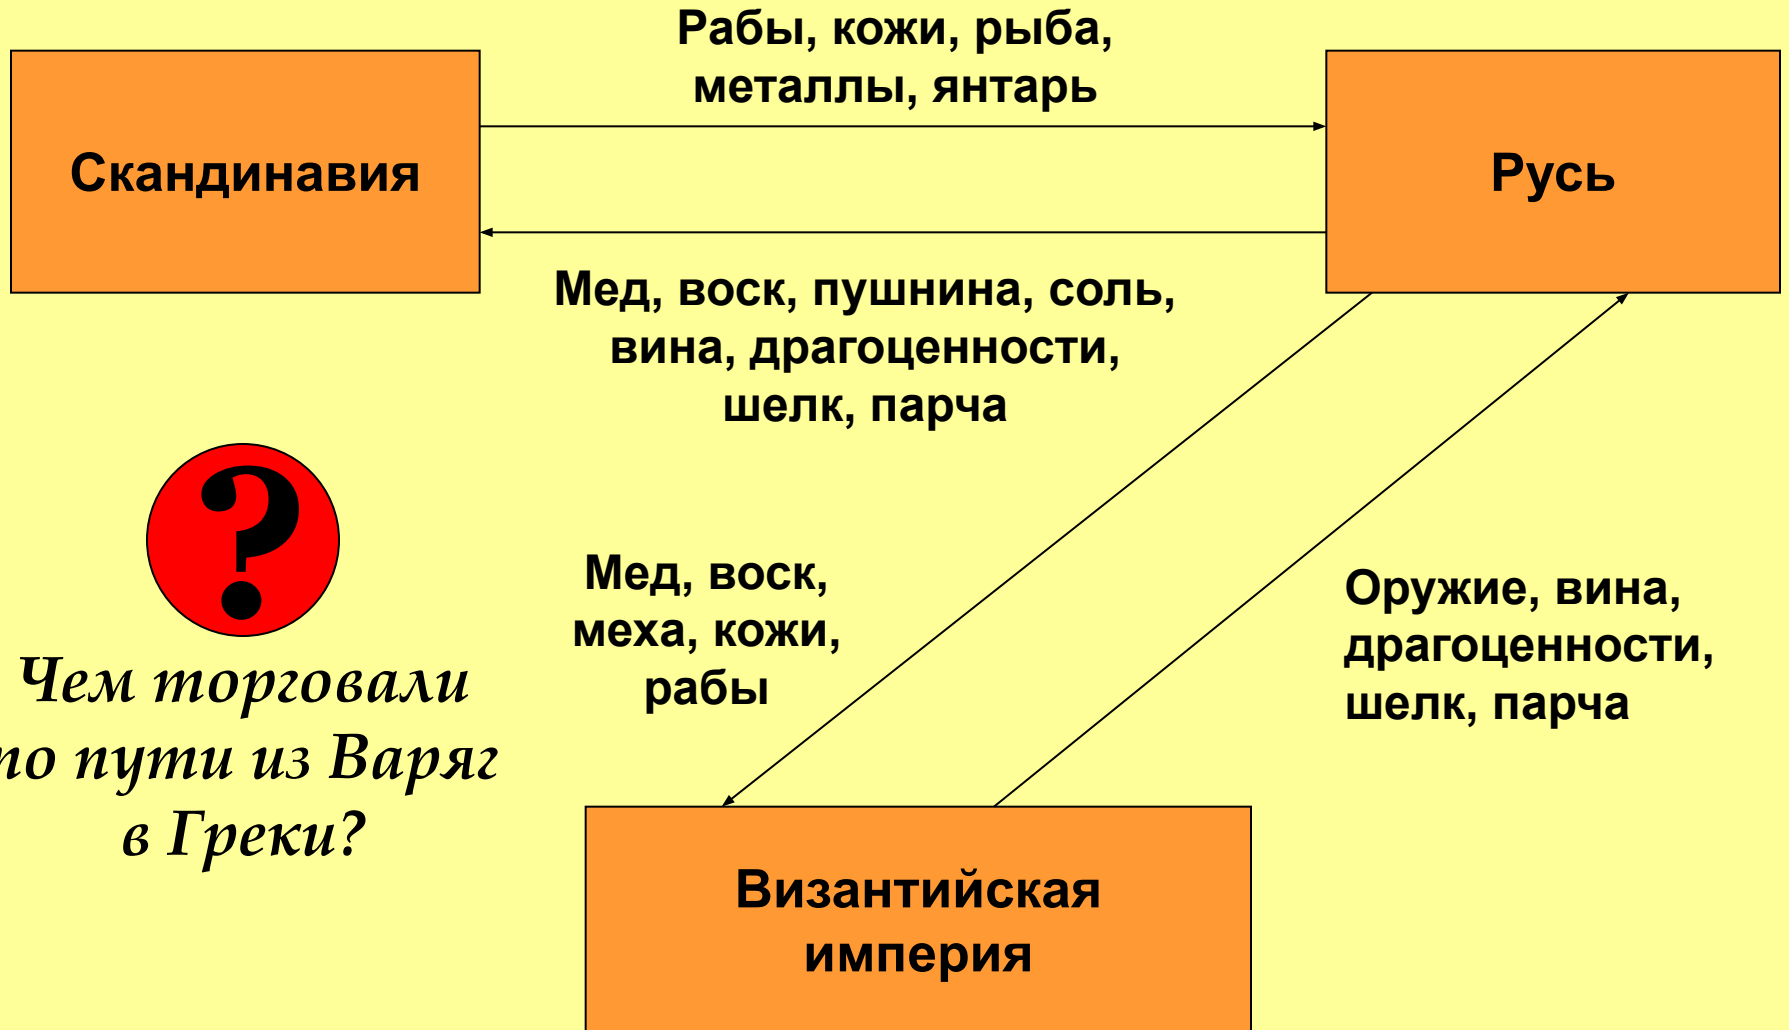 Рабы, кожи, рыба,
металлы, янтарь
Скандинавия
Русь
Мед, воск, пушнина, соль,
вина, драгоценности,
шелк, парча
?
Чем торговали
по пути из Варяг
в Греки?
Мед, воск,
меха, кожи,
рабы
Оружие, вина,
драгоценности,
шелк, парча
Византийская
империя